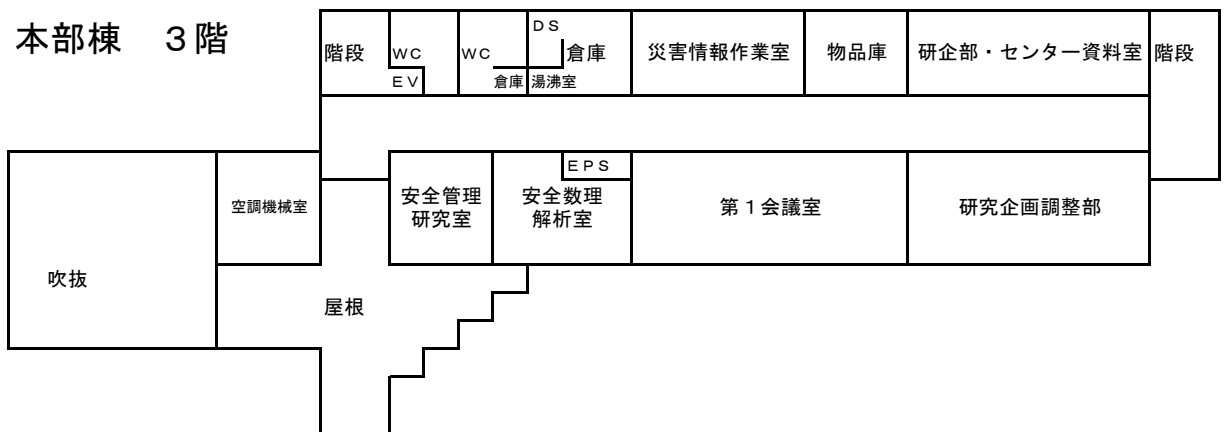 本部棟　３階
階段
WC
EV
WC
倉庫
DS
倉庫
湯沸室
災害情報作業室
物品庫
研企部・センター資料室
階段
吹抜
空調機械室
安全管理
研究室
EPS
安全数理
解析室
第１会議室
研究企画調整部
屋根